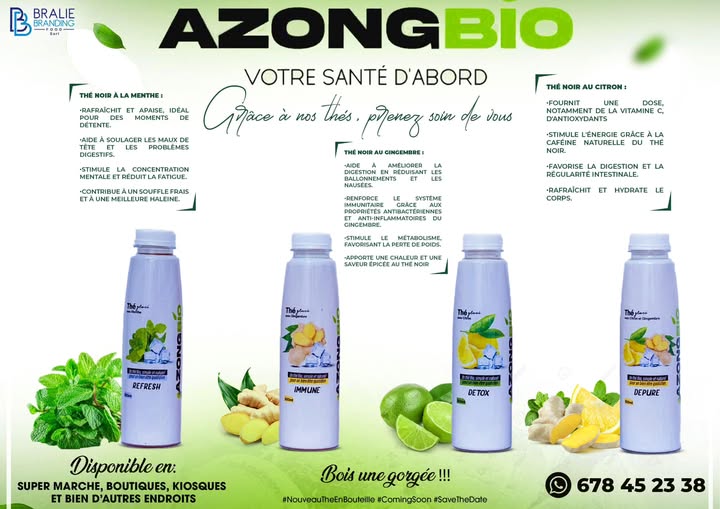 BRALIE
BRANDING
FOOD
Sarl
AZONGBIO
VOTRE SANTÉ D'ABORD
Grâce à nos thés, prenez soin de vous
THÉ NOIR À LA MENTHE :
•RAFRAÎCHIT ET APAISE, IDÉAL
POUR DES MOMENTS DE
DÉTENTE.
•AIDE À SOULAGER LES MAUX DE
TÊTE ET LES PROBLÈMES
DIGESTIFS.
•STIMULE LA CONCENTRATION
MENTALE ET RÉDUIT LA FATIGUE.
•CONTRIBUE À UN SOUFFLE FRAIS
ET À UNE MEILLEURE HALEINE.
THÉ NOIR AU GINGEMBRE :
•AIDE À AMÉLIORER LA
DIGESTION EN RÉDUISANT LES
BALLONNEMENTS ET LES
NAUSÉES.
•RENFORCE LE SYSTÈME
IMMUNITAIRE GRÂCE AUX
PROPRIÉTÉS ANTIBACTÉRIENNES
ET ANTI-INFLAMMATOIRES DU
GINGEMBRE.
•STIMULE LE MÉTABOLISME,
FAVORISANT LA PERTE DE POIDS.
•APPORTE UNE CHALEUR ET UNE
SAVEUR ÉPICÉE AU THÉ NOIR
THÉ NOIR AU CITRON :
•FOURNIT UNE DOSE,
NOTAMMENT DE LA VITAMINE C,
D'ANTIOXYDANTS
•STIMULE L'ÉNERGIE GRÂCE À LA
CAFÉINE NATURELLE DU THÉ
NOIR.
•FAVORISE LA DIGESTION ET LA
RÉGULARITÉ INTESTINALE.
•RAFRAÎCHIT ET HYDRATE LE
CORPS.
Thé glacé
REFRESH
AZONGBIO
Thé glacé
IMMUNE
AZONGBIO
Thé glacé
DETOX
AZONGBIO
Thé glacé
DEPURE
AZONGBIO
Disponible en:
SUPER MARCHE, BOUTIQUES, KIOSQUES
ET BIEN D'AUTRES ENDROITS
Bois une gorgée !!!
#NouveauTheEnBouteille #ComingSoon #SaveTheDate
678 45 23 38